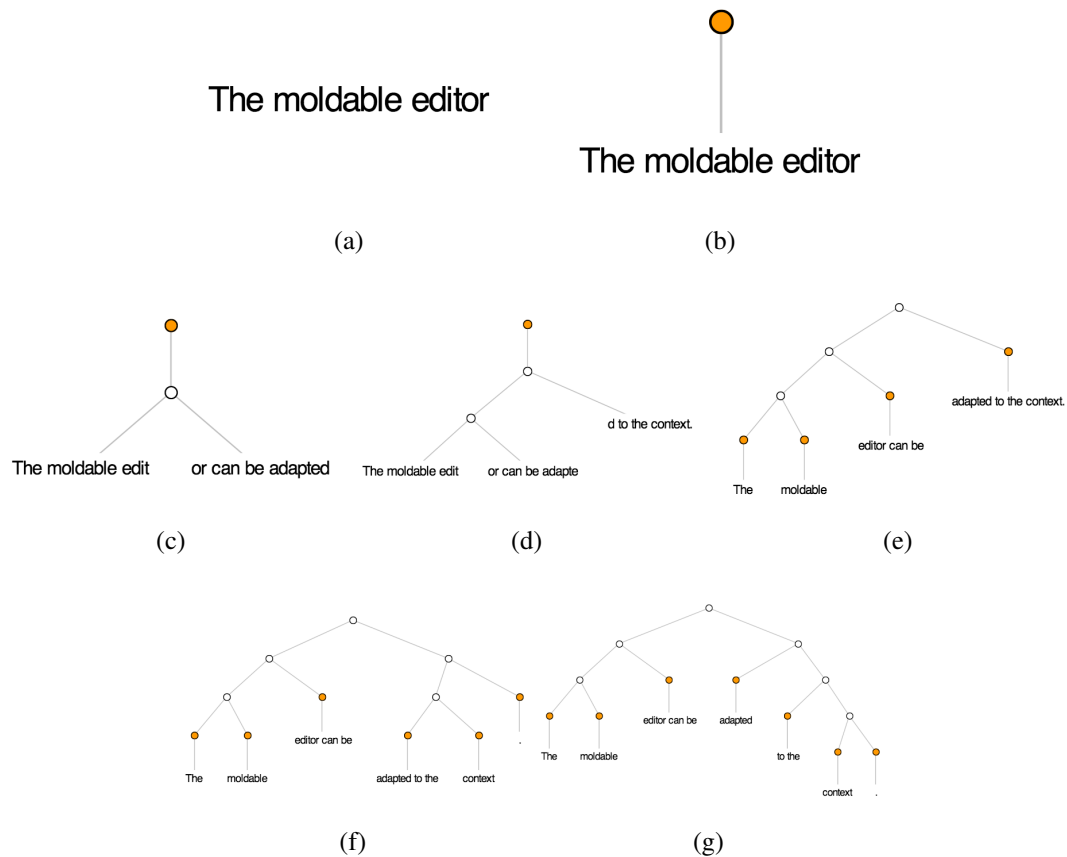 The moldable editor
The moldable editor
(a)
(b)
The moldable edit
or can be adapted
d to the context.
The moldable edit
or can be adapte
adapted to the context.
editor can be
The
moldable
(c)
(d)
(e)
editor can be
.
The
moldable
adapted to the
context
editor can be
adapted
The
moldable
to the
context
.
(f)
(g)